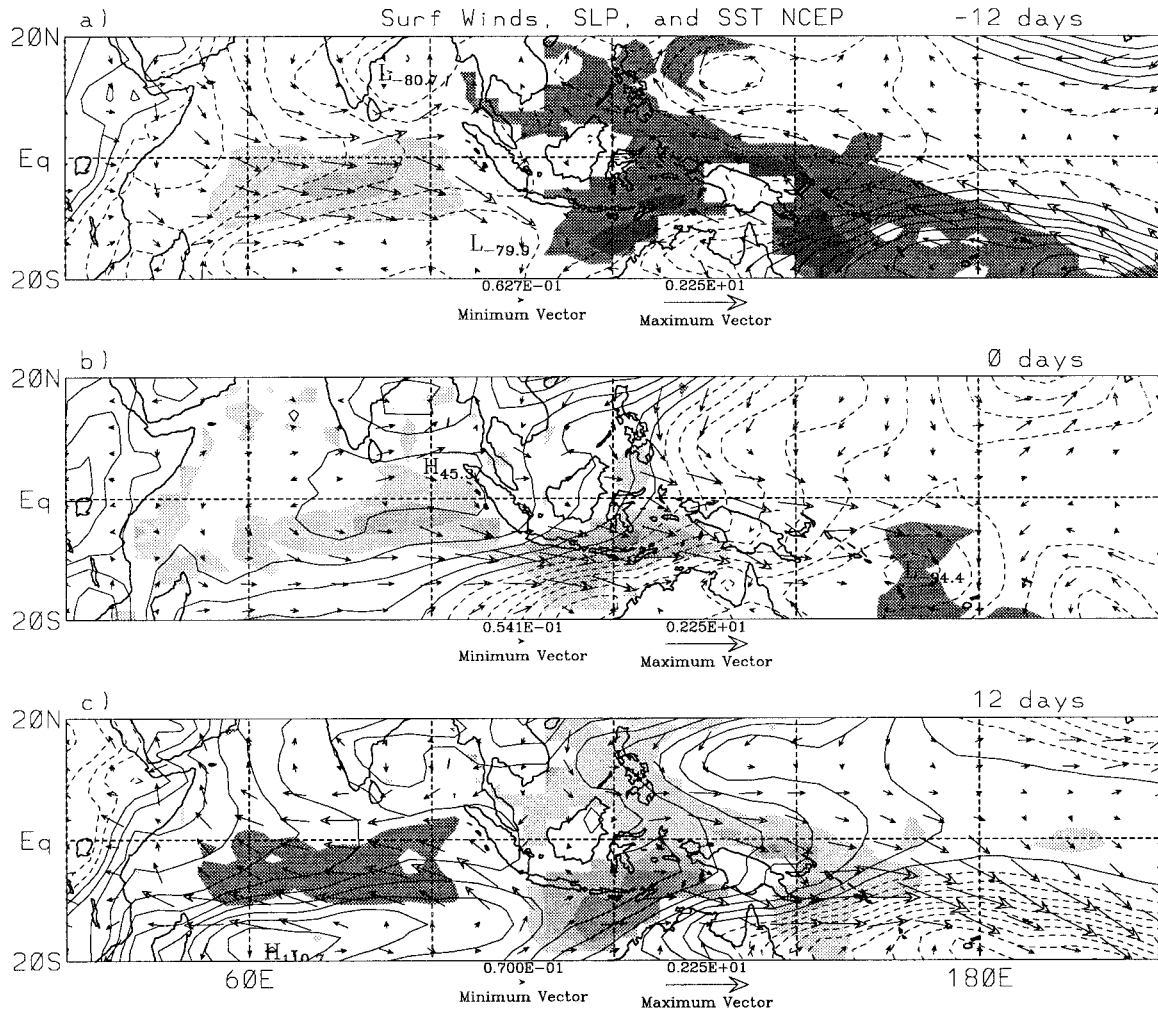 a) Surf Winds, SLP, and SST NCEP -12 days
20N
L-80.7
Eq
L-79.9
20S
0.627E-01 0.225E+01
Minimum Vector Maximum Vector
b) 0 days
20N
H45.3
Eq
94.4
20S
0.541E-01 0.225E+01
Minimum Vector Maximum Vector
c) 12 days
20N
Eq
20S
60E 0.700E-01 0.225E+01 180E
Minimum Vector Maximum Vector